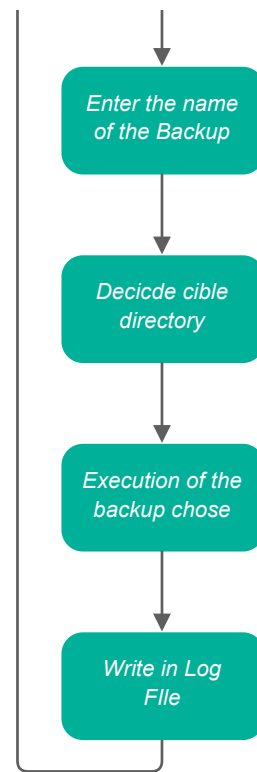 Enter the name
of the Backup
Decicde cible
directory
Execution of the
backup chose
Write in Log
FIle